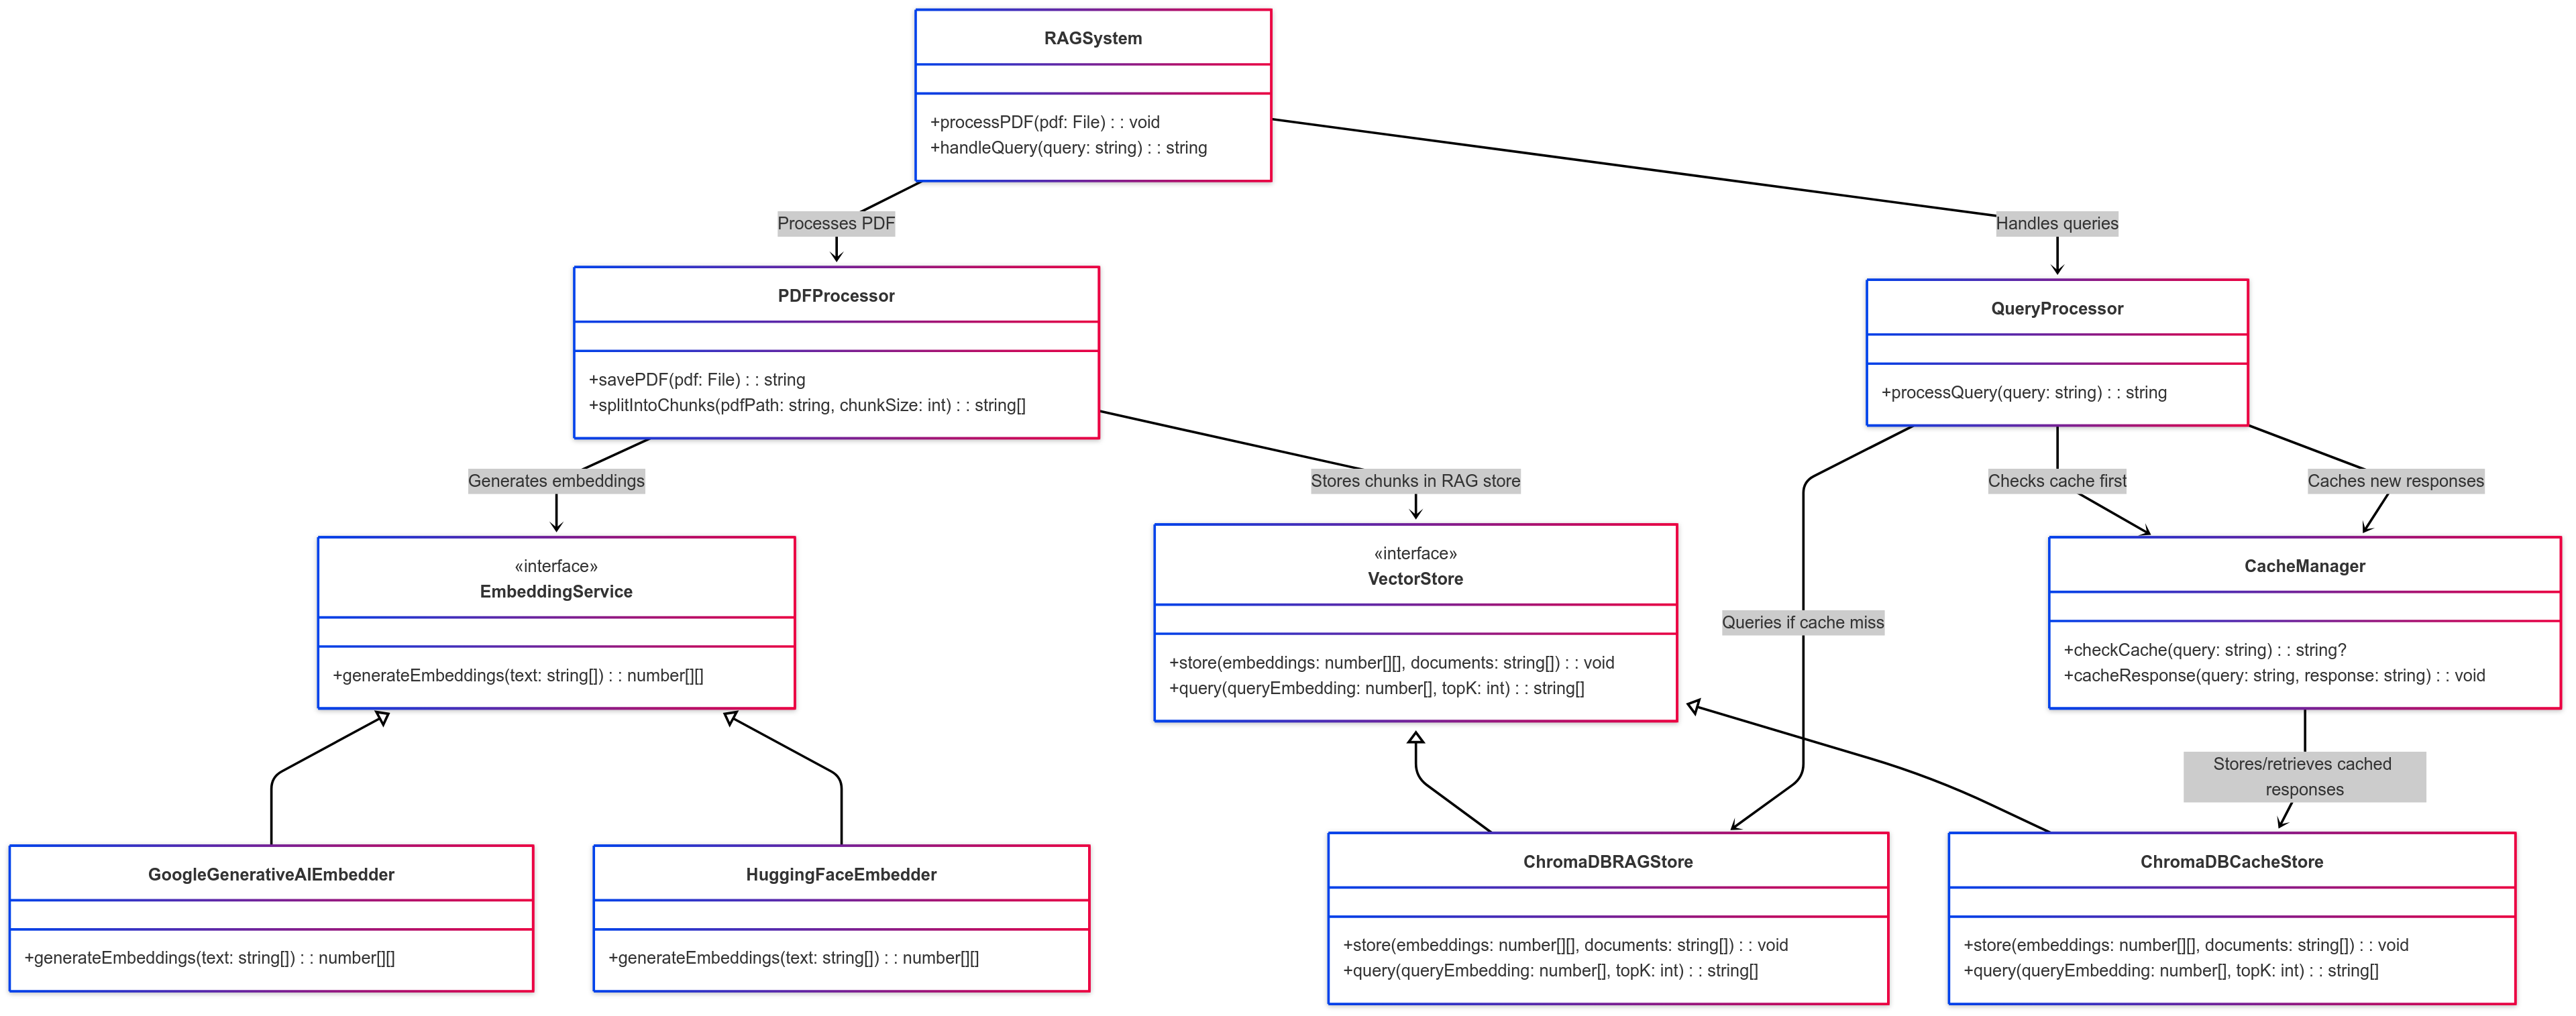 RAGSystem
+processPDF(pdf: File) : : void
+handleQuery(query: string) : : string
Processes PDF
Handles queries
PDFProcessor
+savePDF(pdf: File) : : string
+splitIntoChunks(pdfPath: string, chunkSize: int) : : string[]
QueryProcessor
+processQuery(query: string) : : string
Generates embeddings
Stores chunks in RAG store
Checks cache first
Caches new responses
«interface»
EmbeddingService
+generateEmbeddings(text: string[]) : : number[][]
«interface»
VectorStore
+store(embeddings: number[][], documents: string[]) : : void
+query(queryEmbedding: number[], topK: int) : : string[]
Queries if cache miss
CacheManager
+checkCache(query: string) : : string?
+cacheResponse(query: string, response: string) : : void
Stores/retrieves cached
responses
GoogleGenerativeAIEmbedder
+generateEmbeddings(text: string[]) : : number[][]
HuggingFaceEmbedder
+generateEmbeddings(text: string[]) : : number[][]
ChromaDBRAGStore
+store(embeddings: number[][], documents: string[]) : : void
+query(queryEmbedding: number[], topK: int) : : string[]
ChromaDBCacheStore
+store(embeddings: number[][], documents: string[]) : : void
+query(queryEmbedding: number[], topK: int) : : string[]